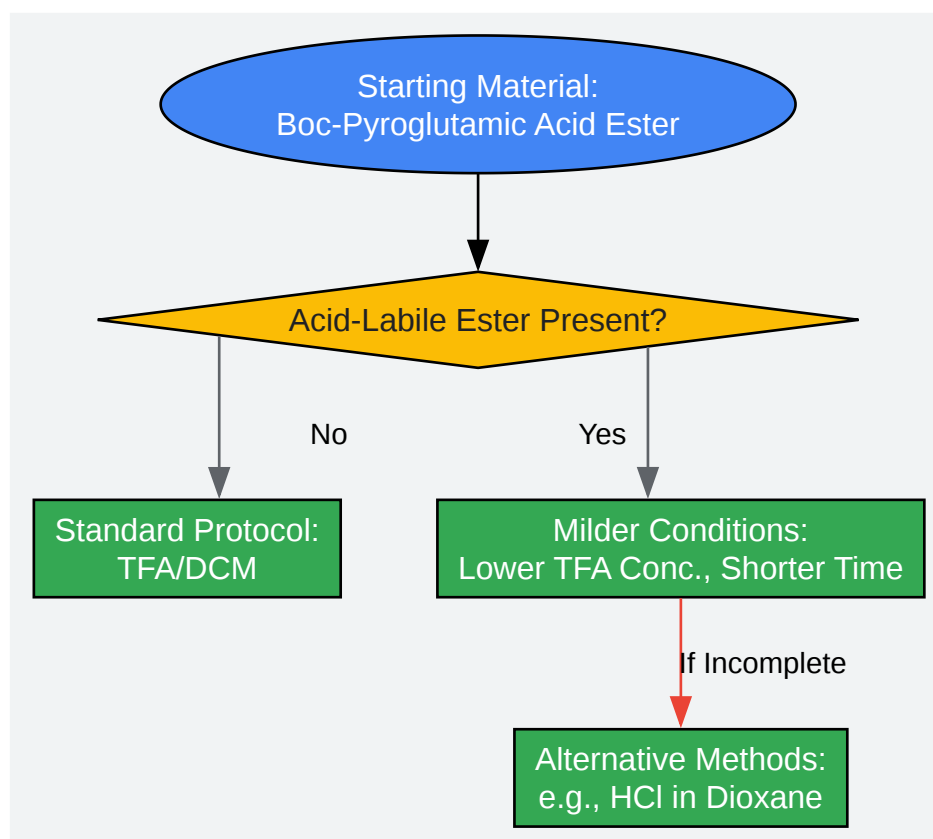 Starting Material:
Boc-Pyroglutamic Acid Ester
Acid-Labile Ester Present?
No
Yes
Standard Protocol:
TFA/DCM
Milder Conditions:
Lower TFA Conc., Shorter Time
If Incomplete
Alternative Methods:
e.g., HCl in Dioxane